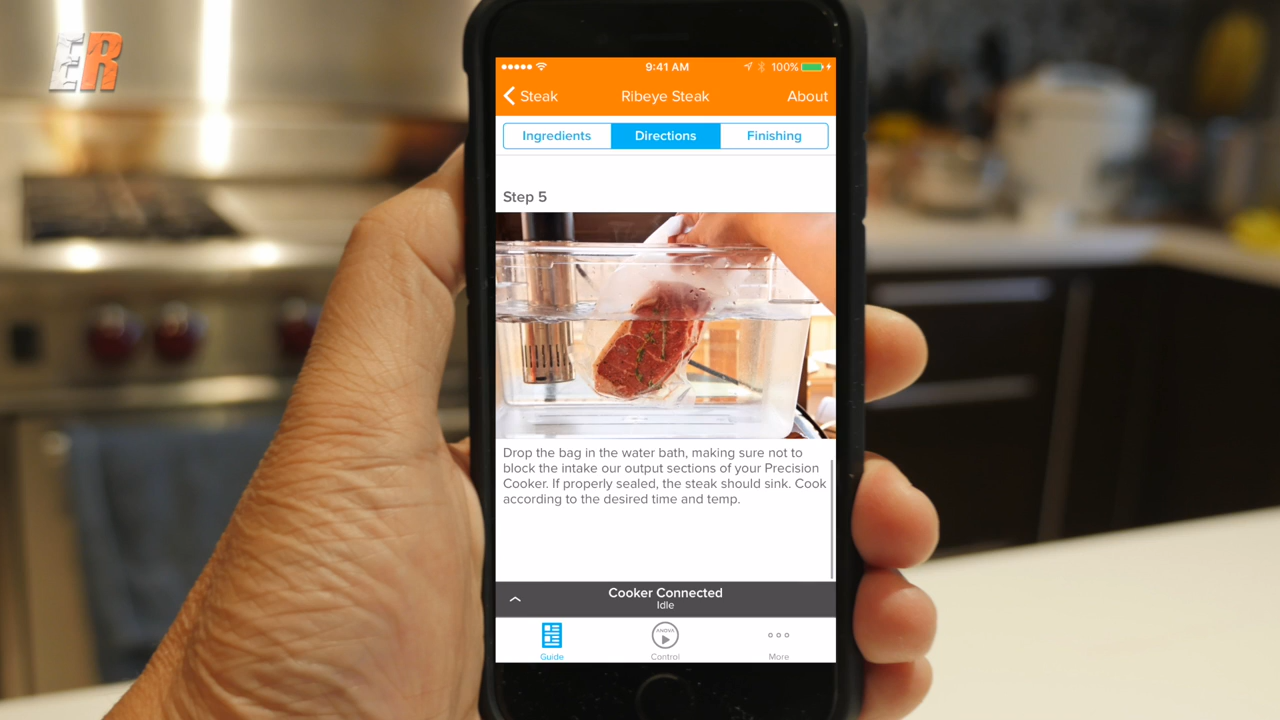 ER
9:41 AM
100%
Steak
Ribeye Steak
About
Ingredients
Directions
Finishing
Step 5
Drop the bag in the water bath, making sure not to
block the intake our output sections of your Precision
Cooker. If properly sealed, the steak should sink. Cook
according to the desired time and temp.
Cooker Connected
Idle
ANOVA
Guide
Control
More